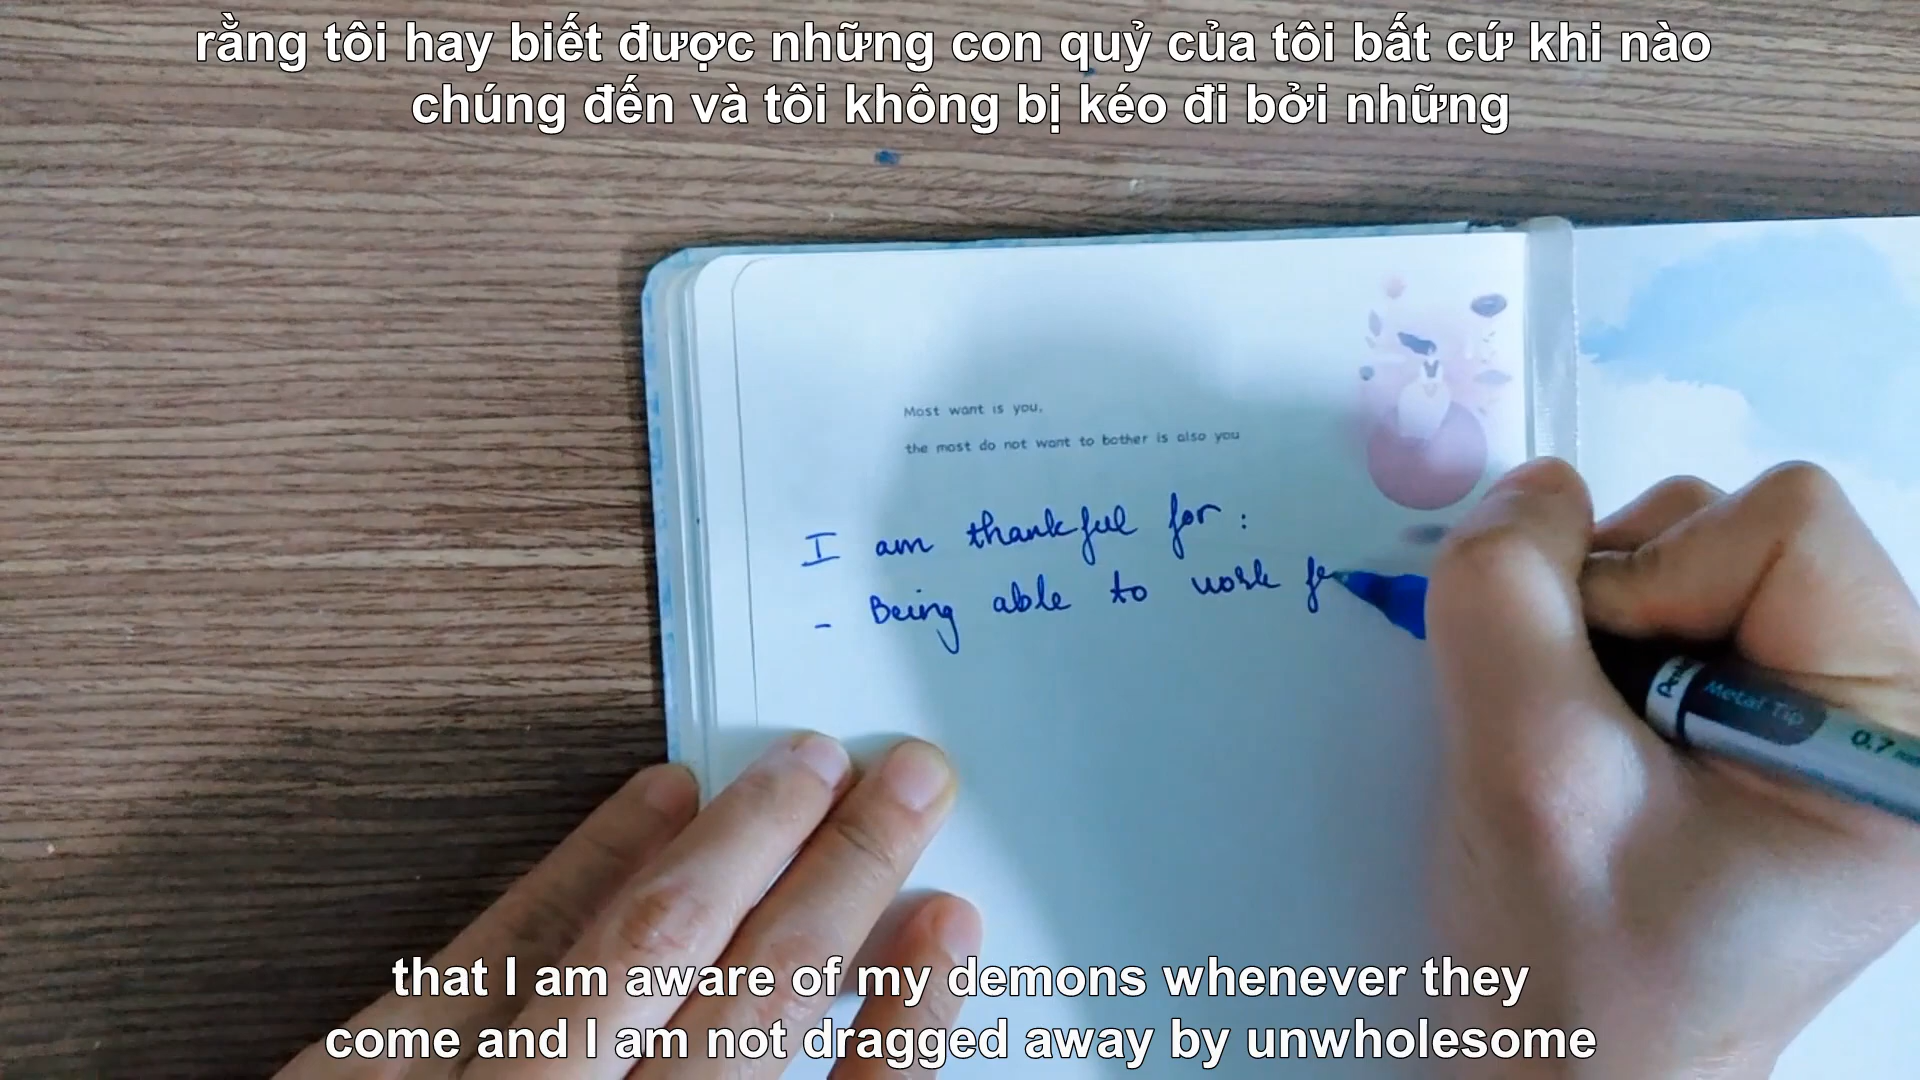 rằng tôi hay biết được những con quỷ của tôi bất cứ khi nào
chúng đến và tôi không bị kéo đi bởi những
Most want is you,
the most do not want to bother is also you
I am thankful for :
- Being able to work
Metal Tip
0.7
that I am aware of my demons whenever they
come and I am not dragged away by unwholesome